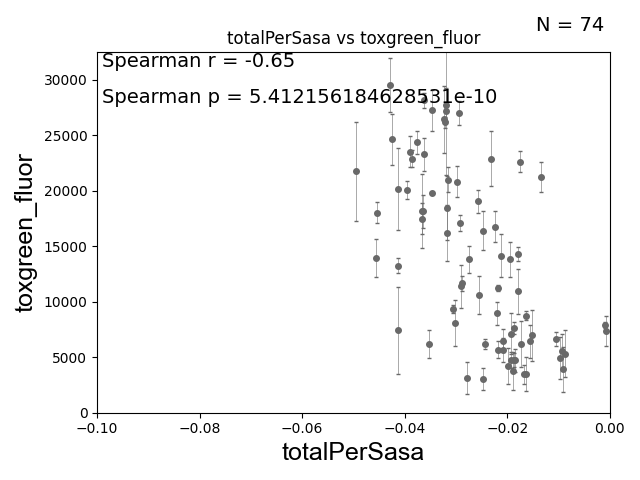 N = 74
totalPerSasa vs toxgreen_fluor
Spearman r = -0.65
Spearman p = 5.412156184628531e-10
toxgreen_fluor
30000
25000
20000
15000
10000
5000
0
−0.10
−0.08
−0.06
−0.04
−0.02
0.00
totalPerSasa